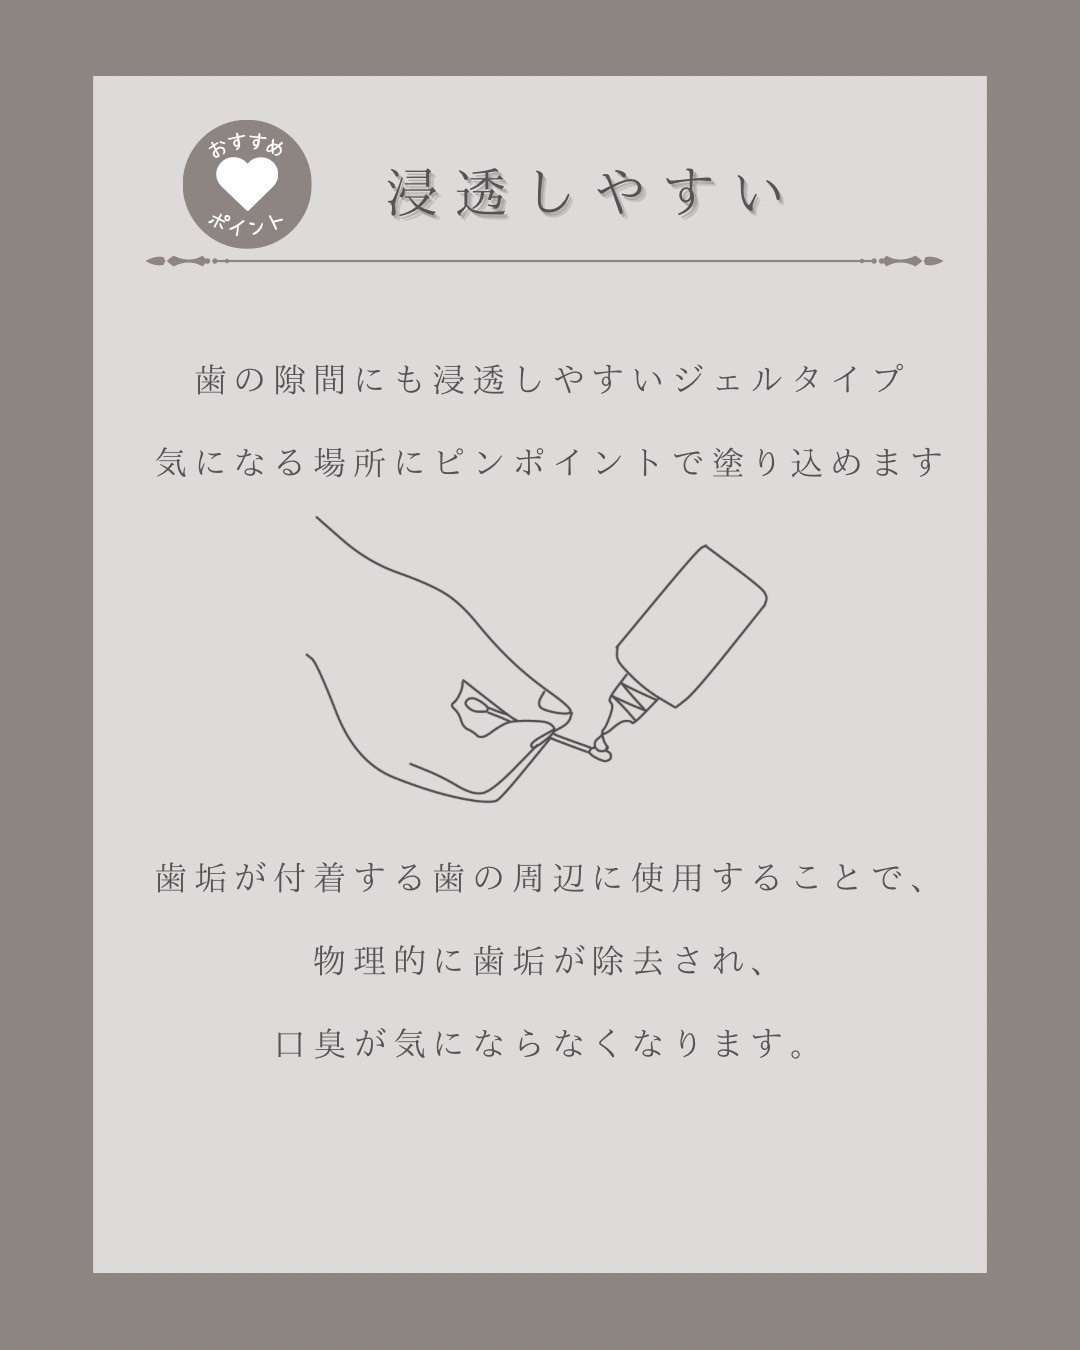 おすすめ
ポイント
浸透しやすい
歯の隙間にも浸透しやすいジェルタイプ
気になる場所にピンポイントで塗り込めます
歯垢が付着する歯の周辺に使用することで、
物理的に歯垢が除去され、
口臭が気にならなくなります。